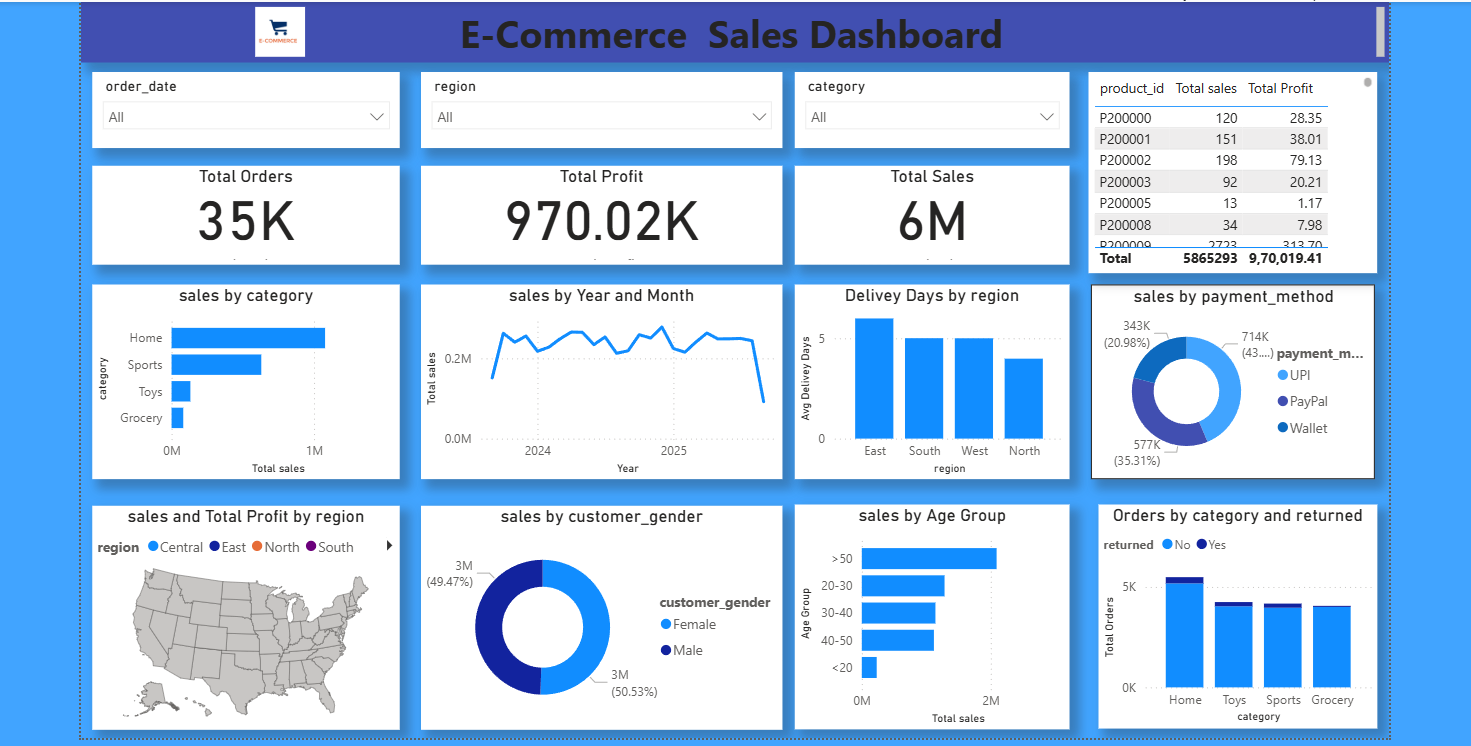 E-COMMERCE
E-Commerce Sales Dashboard
order_date
All
region
All
category
All
product_id Total sales Total Profit
P200000 120 28.35
P200001 151 38.01
P200002 198 79.13
P200003 92 20.21
P200005 13 1.17
P200008 34 7.98
P200009 2723 313.70
Total 5865293 9,70,019.41
Total Orders
35K
Total Profit
970.02K
Total Sales
6M
sales by category
category
Home
Sports
Toys
Grocery
0M 1M
Total sales
sales by Year and Month
Total sales
0.2M
0.0M
2024 2025
Year
Delivey Days by region
Avg Delivey Days
5
0
East South West North
region
sales by payment_method
343K
(20.98%)
714K
(43....)
577K
(35.31%)
payment_m...
UPI
PayPal
Wallet
sales and Total Profit by region
region Central East North South
sales by customer_gender
3M
(49.47%)
3M
(50.53%)
customer_gender
Female
Male
sales by Age Group
Age Group
>50
20-30
30-40
40-50
<20
0M 2M
Total sales
Orders by category and returned
returned No Yes
Total Orders
5K
0K
Home Toys Sports Grocery
category